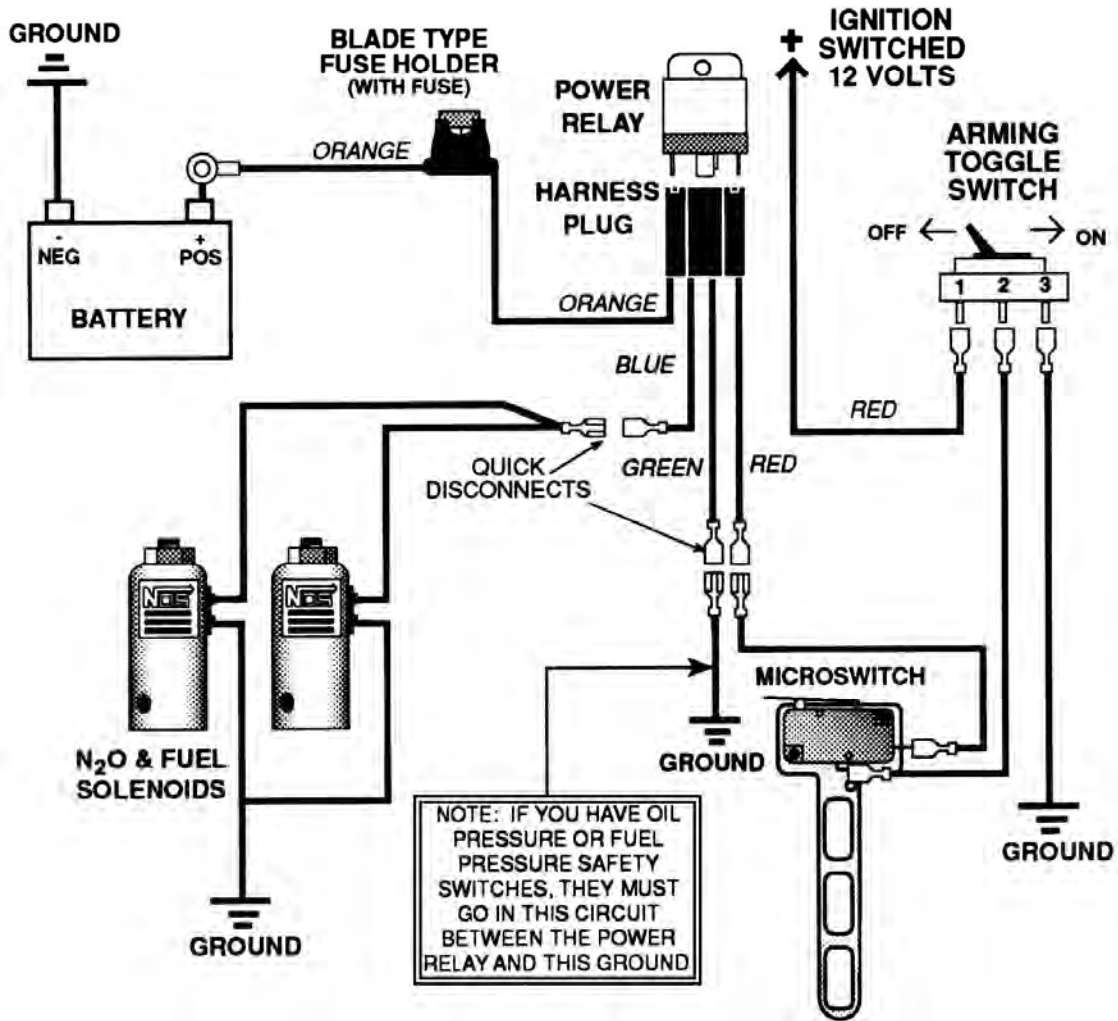 GROUND
BLADE TYPE
FUSE HOLDER
(WITH FUSE)
POWER
RELAY
+ IGNITION
SWITCHED
12 VOLTS
ARMING
TOGGLE
SWITCH
ORANGE
HARNESS
PLUG
OFF
ON
-
NEG
+
POS
BATTERY
1 2 3
ORANGE
BLUE
RED
QUICK
DISCONNECTS
GREEN
RED
NOS
NOS
MICROSWITCH
N2O & FUEL
SOLENOIDS
GROUND
GROUND
GROUND
NOTE: IF YOU HAVE OIL
PRESSURE OR FUEL
PRESSURE SAFETY
SWITCHES, THEY MUST
GO IN THIS CIRCUIT
BETWEEN THE POWER
RELAY AND THIS GROUND